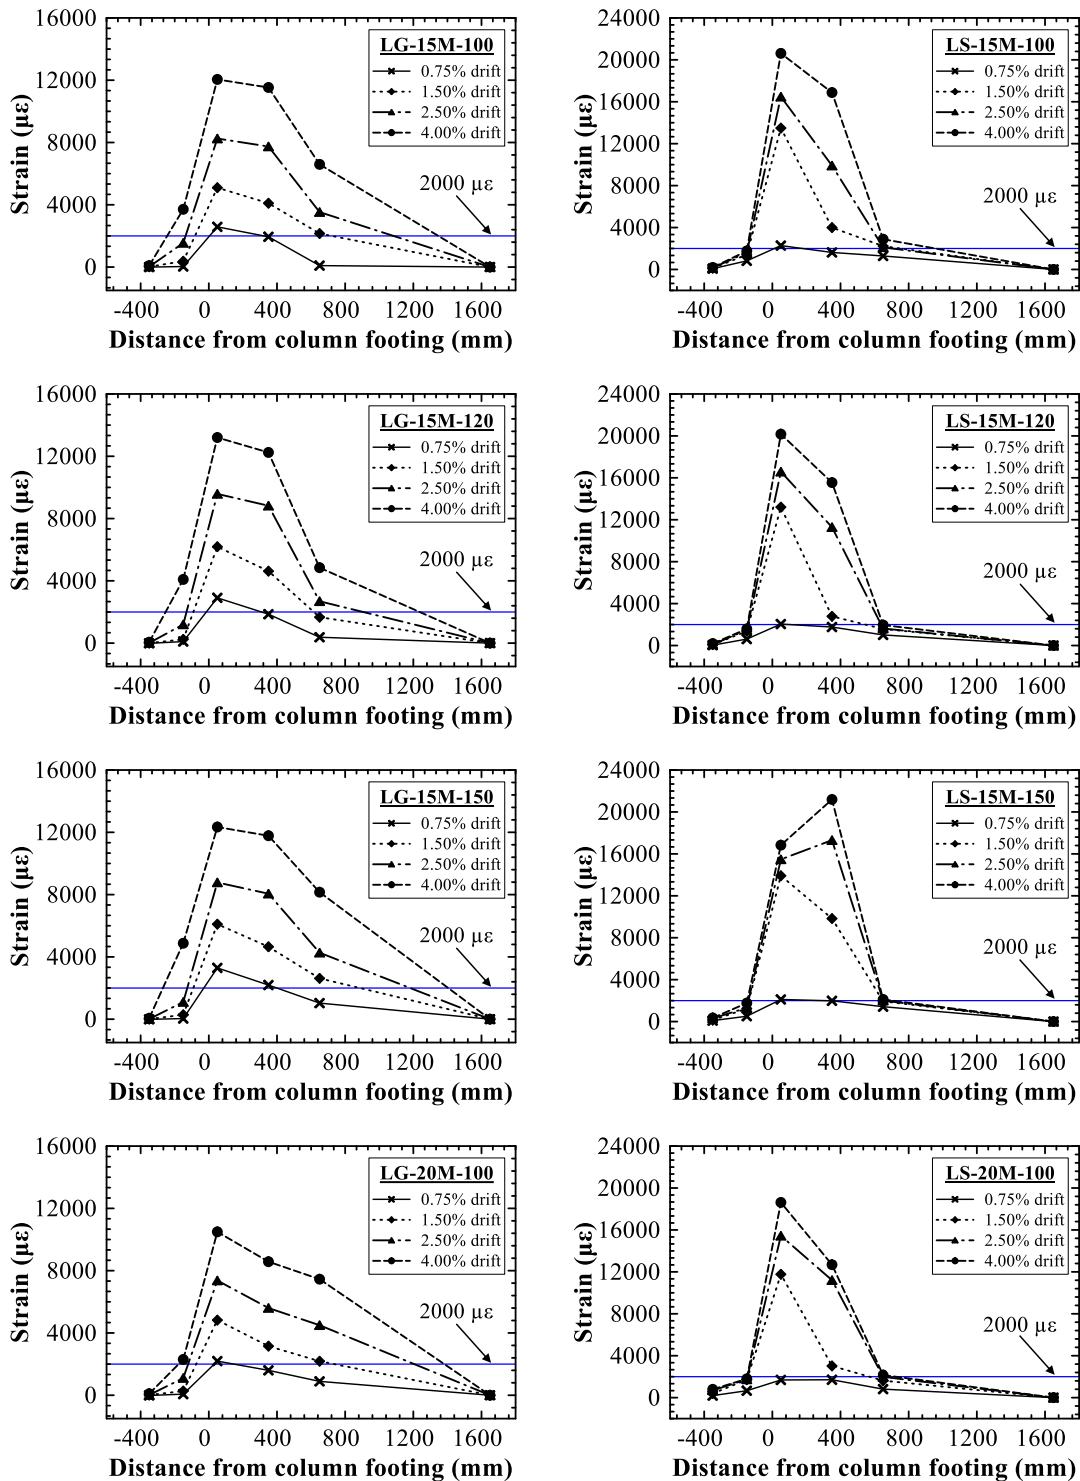 LG-15M-100
0.75% drift
1.50% drift
2.50% drift
4.00% drift
2000 με
Strain (με)
16000
12000
8000
4000
0
-400 0 400 800 1200 1600
Distance from column footing (mm)
LS-15M-100
0.75% drift
1.50% drift
2.50% drift
4.00% drift
2000 με
Strain (με)
24000
20000
16000
12000
8000
4000
0
-400 0 400 800 1200 1600
Distance from column footing (mm)
LG-15M-120
0.75% drift
1.50% drift
2.50% drift
4.00% drift
2000 με
Strain (με)
16000
12000
8000
4000
0
-400 0 400 800 1200 1600
Distance from column footing (mm)
LS-15M-120
0.75% drift
1.50% drift
2.50% drift
4.00% drift
2000 με
Strain (με)
24000
20000
16000
12000
8000
4000
0
-400 0 400 800 1200 1600
Distance from column footing (mm)
LG-15M-150
0.75% drift
1.50% drift
2.50% drift
4.00% drift
2000 με
Strain (με)
16000
12000
8000
4000
0
-400 0 400 800 1200 1600
Distance from column footing (mm)
LS-15M-150
0.75% drift
1.50% drift
2.50% drift
4.00% drift
2000 με
Strain (με)
24000
20000
16000
12000
8000
4000
0
-400 0 400 800 1200 1600
Distance from column footing (mm)
LG-20M-100
0.75% drift
1.50% drift
2.50% drift
4.00% drift
2000 με
Strain (με)
16000
12000
8000
4000
0
-400 0 400 800 1200 1600
Distance from column footing (mm)
LS-20M-100
0.75% drift
1.50% drift
2.50% drift
4.00% drift
2000 με
Strain (με)
24000
20000
16000
12000
8000
4000
0
-400 0 400 800 1200 1600
Distance from column footing (mm)